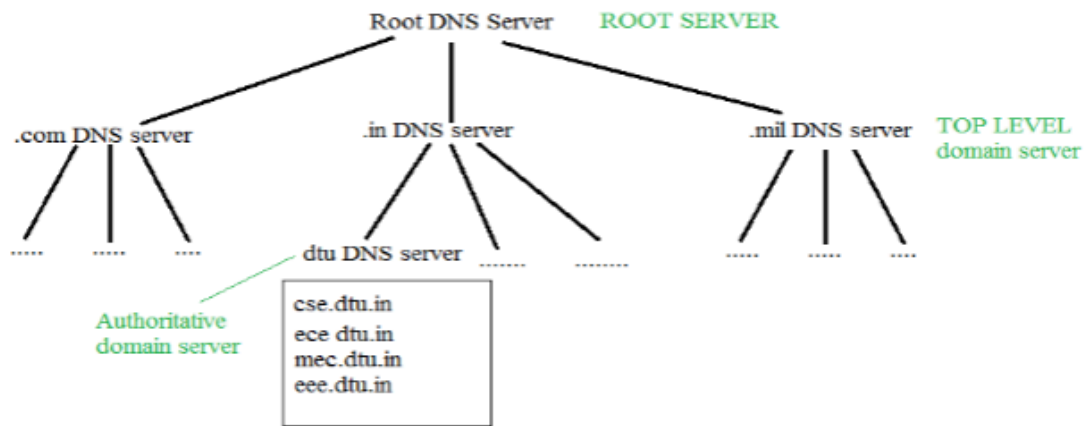 Root DNS Server ROOT SERVER
.com DNS server .in DNS server .mil DNS server TOP LEVEL
domain server
..... ..... .... dtu DNS server ....... ........ ..... ..... ....
cse.dtu.in
Authoritative
domain server
ece dtu.in
mec.dtu.in
eee.dtu.in